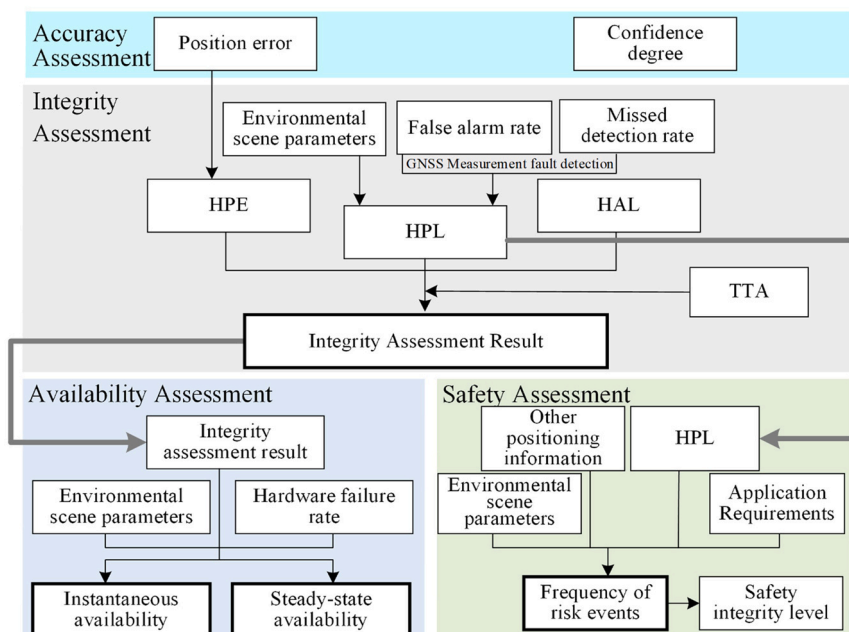 Accuracy
Assessment
Position error
Confidence
degree
Integrity
Assessment
Environmental
scene parameters
False alarm rate
Missed
detection rate
GNSS Measurement fault detection
HPE
HPL
HAL
TTA
Integrity Assessment Result
Availability Assessment
Integrity
assessment result
Environmental
scene parameters
Hardware failure
rate
Instantaneous
availability
Steady-state
availability
Safety Assessment
Other
positioning
information
HPL
Environmental
scene
parameters
Application
Requirements
Frequency of
risk events
Safety
integrity level